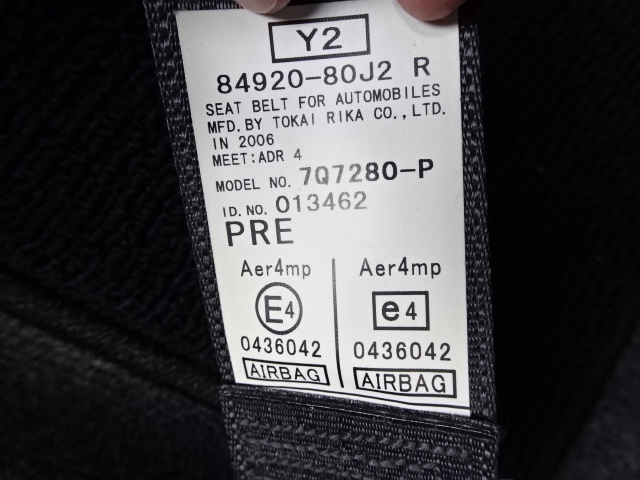 Y2
84920-80J2 R
SEAT BELT FOR AUTOMOBILES
MFD.BY TOKAI RIKA CO.,LTD.
IN 2006
MEET:ADR 4
MODEL NO. 7Q7280-P
ID.NO. 013462
PRE
Aer4mp Aer4mp
E4 e4
0436042 0436042
AIRBAG AIRBAG